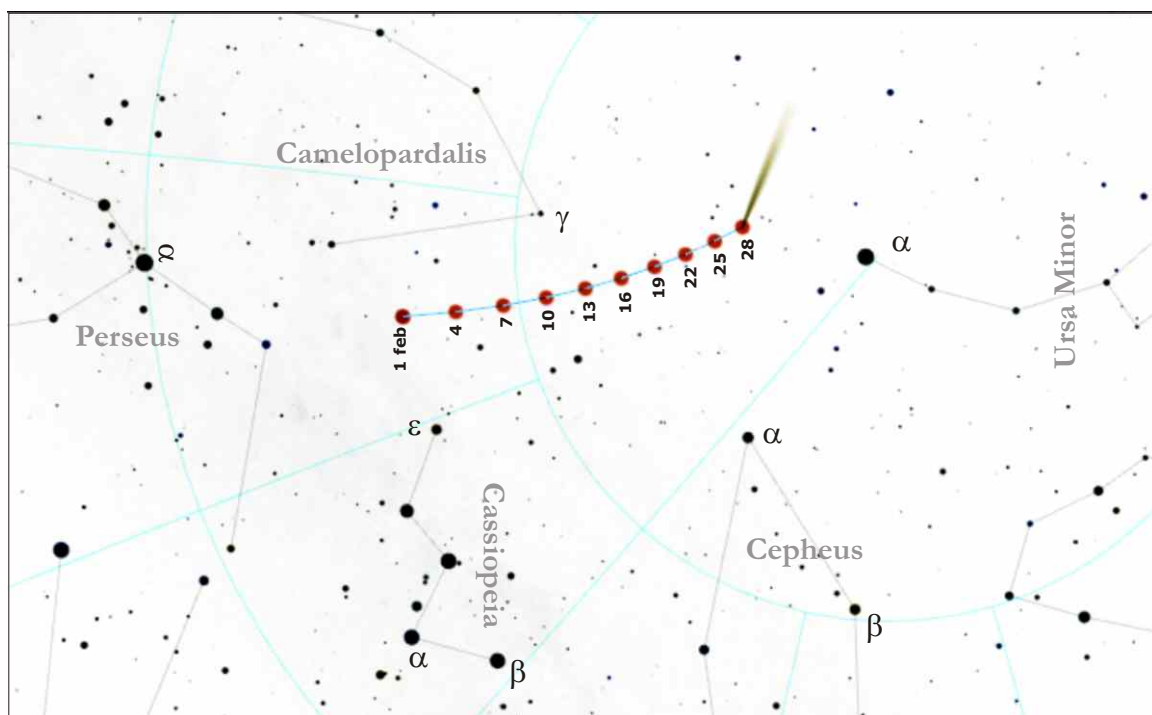 Camelopardalis
γ
α
α
Ursa Minor
Perseus
1 feb
4
7
10
13
16
19
22
25
28
ε
α
Cassiopeia
Cepheus
α
β
β